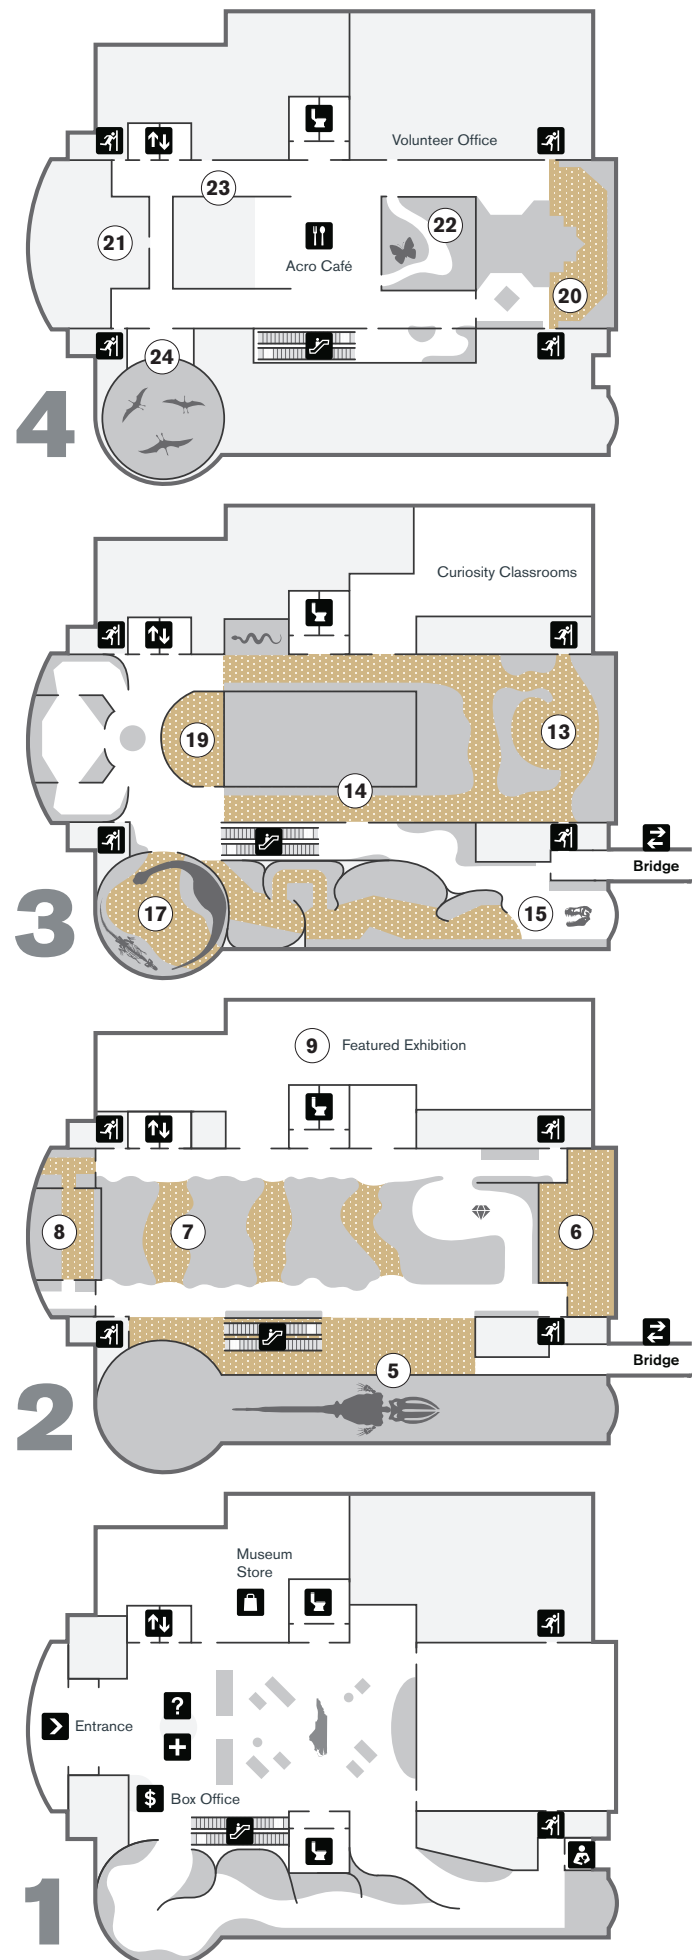 Volunteer Office
23
22
21
Acro Café
20
24
4
Curiosity Classrooms
19
13
14
Bridge
17
15
3
9 Featured Exhibition
8
7
6
Bridge
5
2
Museum
Store
?
Entrance
$ Box Office
1